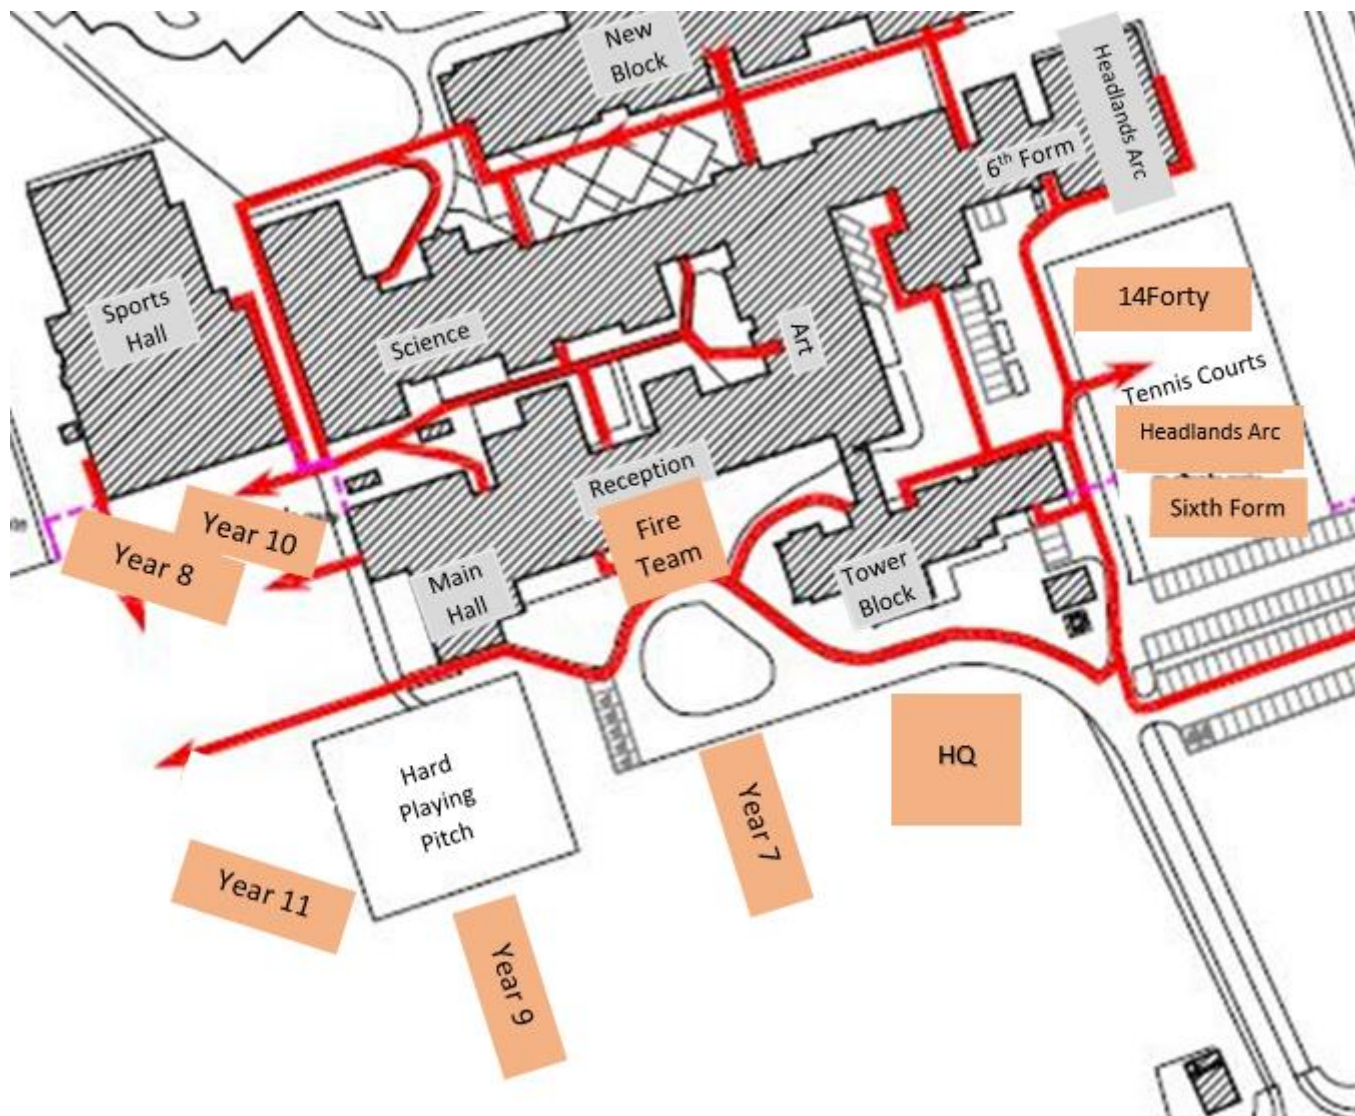 New
Block
Headlands Arc
6th Form
14Forty
Sports
Hall
Science
Art
Tennis Courts
Headlands Arc
Reception
Sixth Form
Year 10
Fire
Team
Year 8
Main
Hall
Tower
Block
HQ
Hard
Playing
Pitch
Year 7
Year 11
Year 9